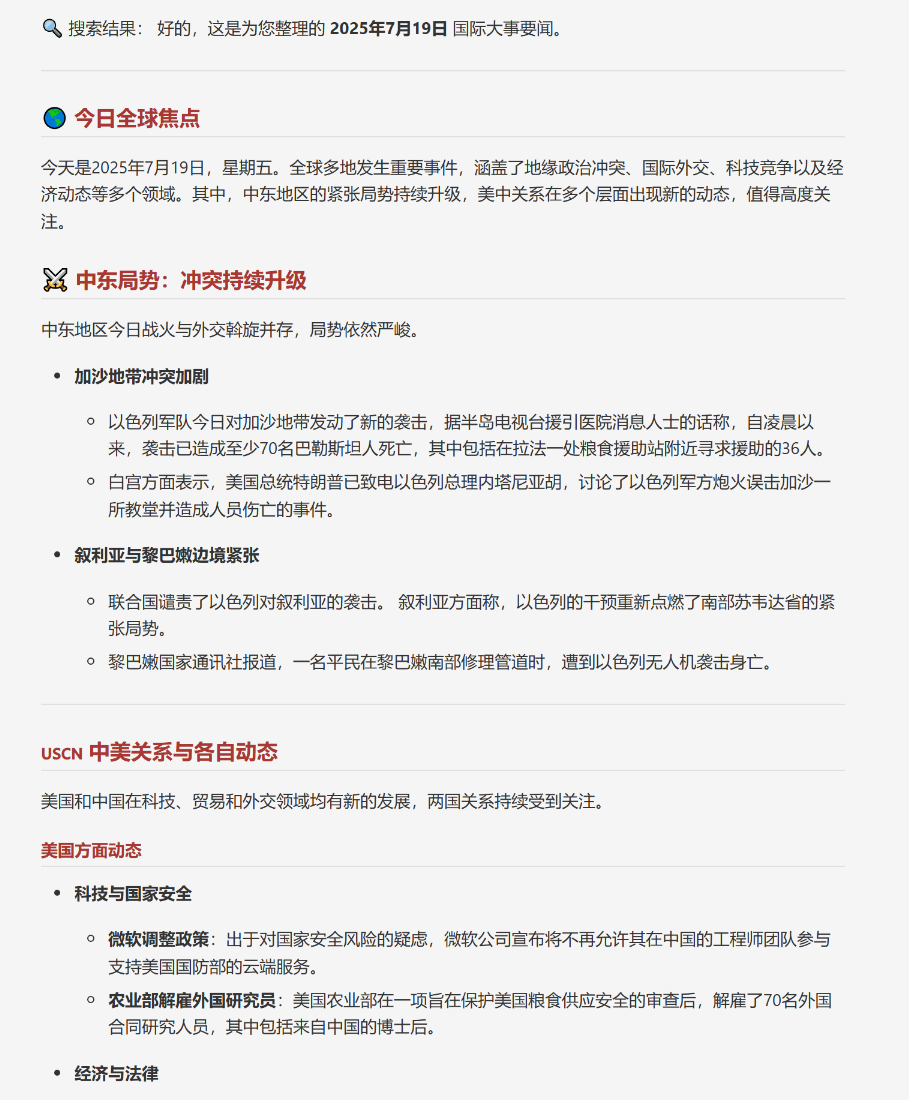 🔍 搜索结果： 好的，这是为您整理的 2025年7月19日 国际大事要闻。
🌎 今日全球焦点
今天是2025年7月19日，星期五。全球多地发生重要事件，涵盖了地缘政治冲突、国际外交、科技竞争以及经
济动态等多个领域。其中，中东地区的紧张局势持续升级，美中关系在多个层面出现新的动态，值得高度关
注。
⚔️ 中东局势：冲突持续升级
中东地区今日战火与外交斡旋并存，局势依然严峻。
• 加沙地带冲突加剧
◦ 以色列军队今日对加沙地带发动了新的袭击，据半岛电视台援引医院消息人士的话称，自凌晨以
来，袭击已造成至少70名巴勒斯坦人死亡，其中包括在拉法一处粮食援助站附近寻求援助的36人。
◦ 白宫方面表示，美国总统特朗普已致电以色列总理内塔尼亚胡，讨论了以色列军方炮火误击加沙一
所教堂并造成人员伤亡的事件。
• 叙利亚与黎巴嫩边境紧张
◦ 联合国谴责了以色列对叙利亚的袭击。 叙利亚方面称，以色列的干预重新点燃了南部苏韦达省的紧
张局势。
◦ 黎巴嫩国家通讯社报道，一名平民在黎巴嫩南部修理管道时，遭到以色列无人机袭击身亡。
USCN 中美关系与各自动态
美国和中国在科技、贸易和外交领域均有新的发展，两国关系持续受到关注。
美国方面动态
• 科技与国家安全
◦ 微软调整政策：出于对国家安全风险的疑虑，微软公司宣布将不再允许其在中国的工程师团队参与
支持美国国防部的云端服务。
◦ 农业部解雇外国研究员：美国农业部在一项旨在保护美国粮食供应安全的审查后，解雇了70名外国
合同研究人员，其中包括来自中国的博士后。
• 经济与法律